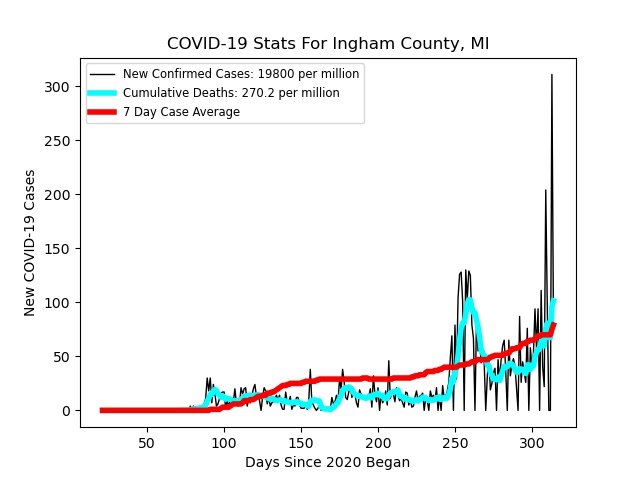 COVID-19 Stats For Ingham County, MI
New Confirmed Cases: 19800 per million
Cumulative Deaths: 270.2 per million
7 Day Case Average
New COVID-19 Cases
300
250
200
150
100
50
0
50 100 150 200 250 300
Days Since 2020 Began